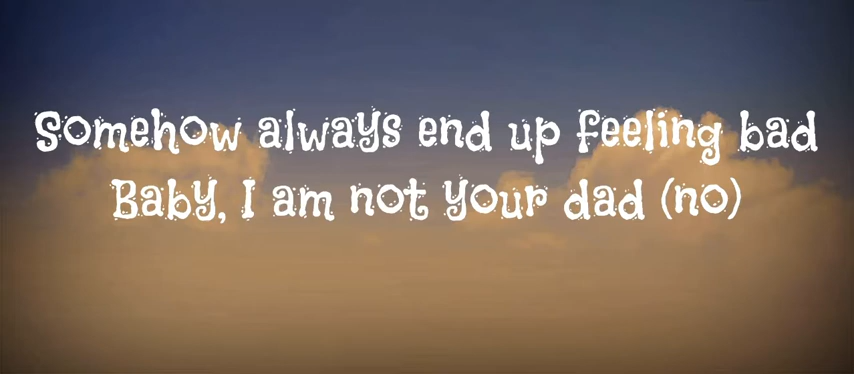 Somehow always end up feeling bad
Baby, I am not your dad (no)